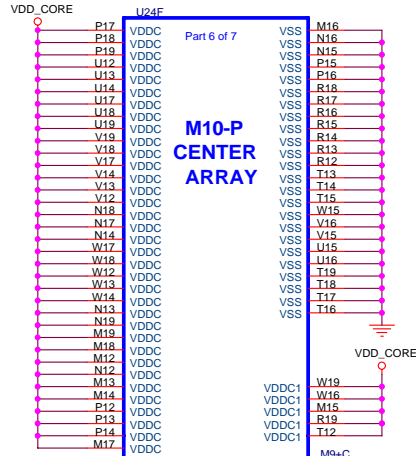 VDD_CORE
U24F
Part 6 of 7
M10-P
CENTER
ARRAY
P17 VDDC VSS M16
P18 VDDC VSS N16
P19 VDDC VSS N15
U12 VDDC VSS P15
U13 VDDC VSS P16
U14 VDDC VSS R18
U17 VDDC VSS R17
U18 VDDC VSS R16
U19 VDDC VSS R15
V19 VDDC VSS R14
V18 VDDC VSS R13
V17 VDDC VSS R12
V14 VDDC VSS T13
V13 VDDC VSS T14
V12 VDDC VSS T15
N18 VDDC VSS W15
N17 VDDC VSS V16
N14 VDDC VSS V15
W17 VDDC VSS U15
W18 VDDC VSS U16
W12 VDDC VSS T19
W13 VDDC VSS T18
W14 VDDC VSS T17
N13 VDDC VSS T16
N19 VDDC
M19 VDDC
M18 VDDC
VDD_CORE
M12 VDDC
N12 VDDC
M13 VDDC VDDC1 W19
M14 VDDC VDDC1 W16
P12 VDDC VDDC1 M15
P13 VDDC VDDC1 R19
P14 VDDC VDDC1 T12
M17 VDDC
M9+C